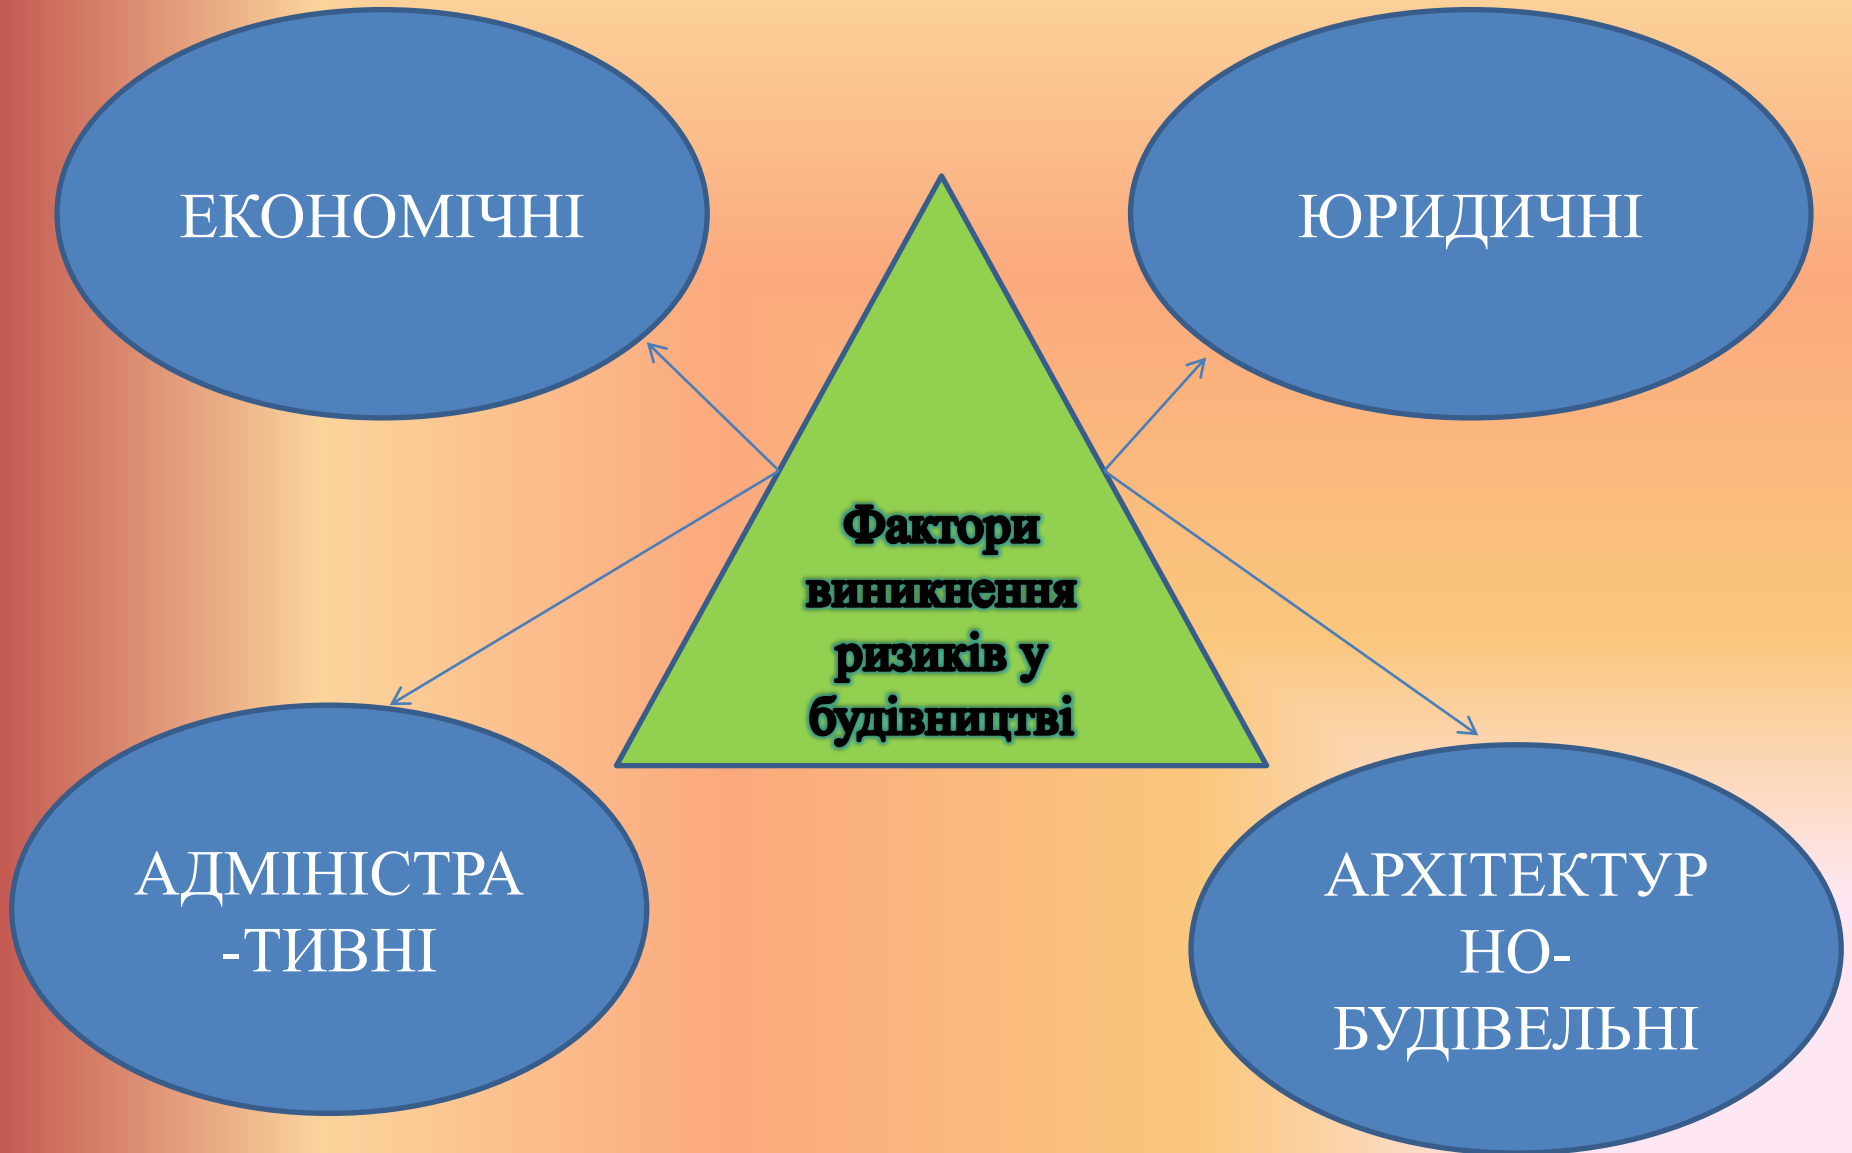 ЕКОНОМІЧНІ
ЮРИДИЧНІ
Фактори
виникнення
ризиків у
будівництві
АДМІНІСТРА
-ТИВНІ
АРХІТЕКТУР
НО-
БУДІВЕЛЬНІ